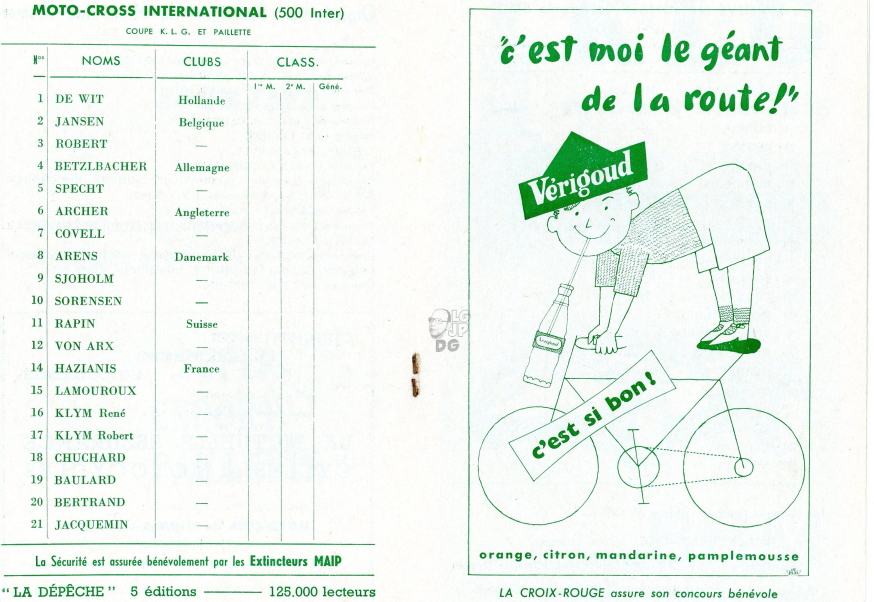 MOTO-CROSS INTERNATIONAL (500 Inter)
COUPE K. L. G. ET PAILLETTE
Nos NOMS CLUBS CLASS.
1re M. 2e M. Géné.
1 DE WIT Hollande
2 JANSEN Belgique
3 ROBERT —
4 BETZLBACHER Allemagne
5 SPECHT —
6 ARCHER Angleterre
7 COVELL —
8 ARENS Danemark
9 SJOHOLM —
10 SORENSEN —
11 RAPIN Suisse
12 VON ARX —
14 HAZIANIS France
15 LAMOUROUX —
16 KLYM René —
17 KLYM Robert —
18 CHUCHARD —
19 BAULARD —
20 BERTRAND —
21 JACQUEMIN —
La Sécurité est assurée bénévolement par les Extincteurs MAIP
"LA DÉPÊCHE" 5 éditions ——— 125.000 lecteurs
LG
JP
DG
"c'est moi le géant
de la route!"
Vérigoud
Verigoud
c'est si bon!
orange, citron, mandarine, pamplemousse
LA CROIX-ROUGE assure son concours bénévole